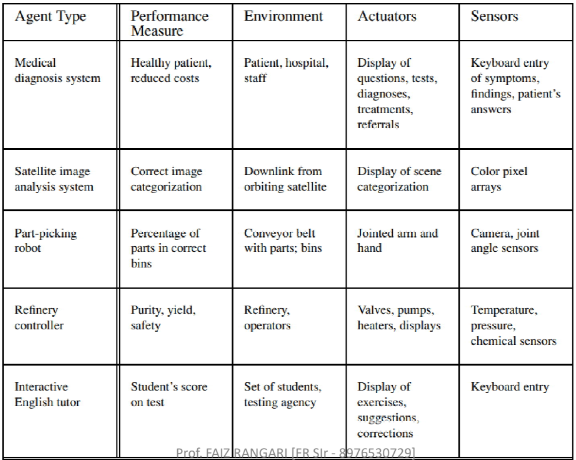 Agent Type Performance Measure Environment Actuators Sensors
Medical diagnosis system
Healthy patient, reduced costs
Patient, hospital, staff
Display of questions, tests, diagnoses, treatments, referrals
Keyboard entry of symptoms, findings, patient's answers
Satellite image analysis system
Correct image categorization
Downlink from orbiting satellite
Display of scene categorization
Color pixel arrays
Part-picking robot
Percentage of parts in correct bins
Conveyor belt with parts; bins
Jointed arm and hand
Camera, joint angle sensors
Refinery controller
Purity, yield, safety
Refinery, operators
Valves, pumps, heaters, displays
Temperature, pressure, chemical sensors
Interactive English tutor
Student's score on test
Set of students, testing agency
Display of exercises, suggestions, corrections
Keyboard entry
Prof. FAIZ RANGARI [FR SIr - 8976530729]